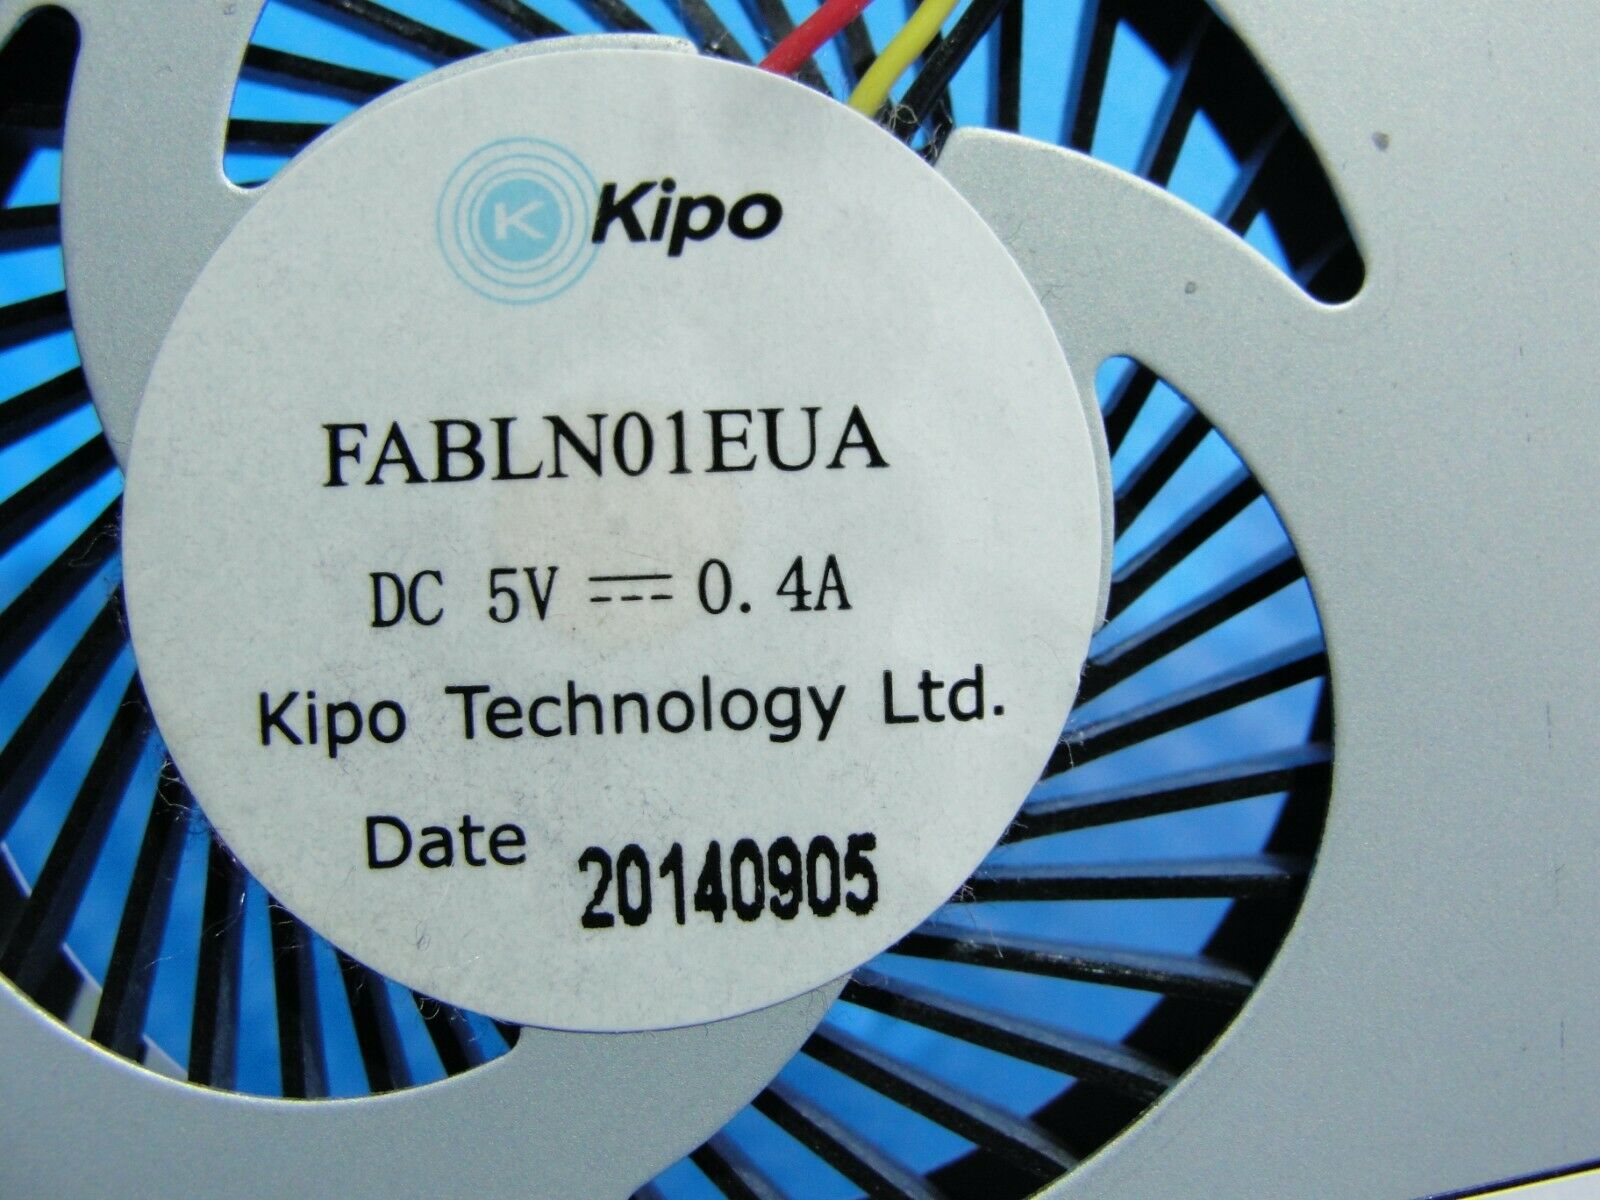 K Kipo
FABLN01EUA
DC 5V ⎓ 0.4A
Kipo Technology Ltd.
Date 20140905